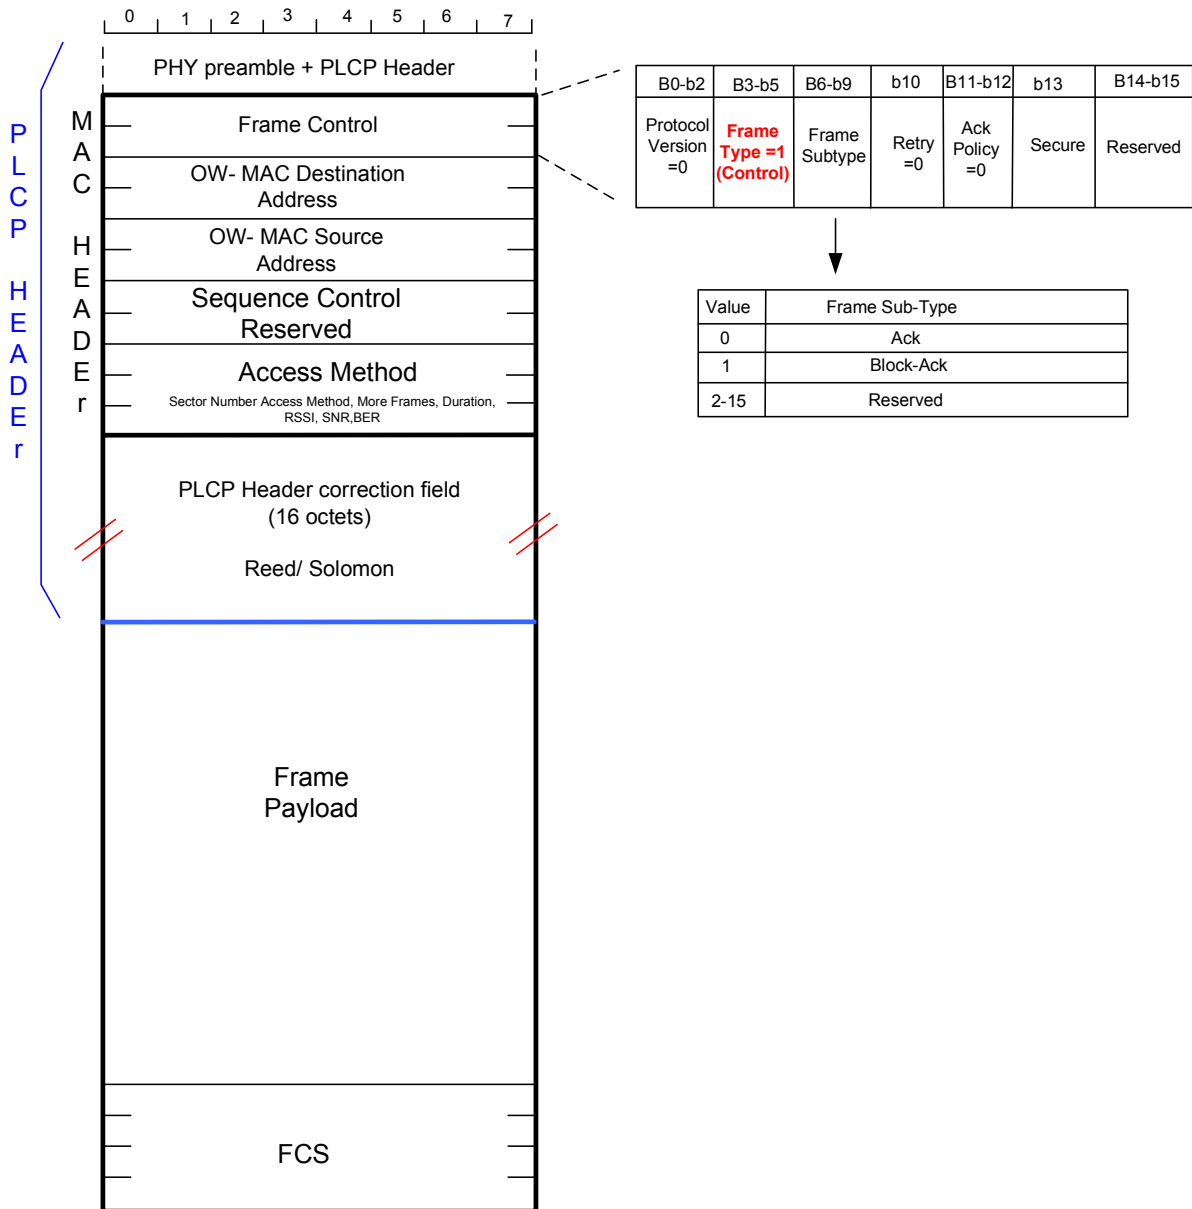 0 1 2 3 4 5 6 7
PHY preamble + PLCP Header
PLCP HEADEr
MAC HEADEr
Frame Control
OW- MAC Destination
Address
OW- MAC Source
Address
Sequence Control
Reserved
Access Method
Sector Number Access Method, More Frames, Duration,
RSSI, SNR,BER
PLCP Header correction field
(16 octets)
Reed/ Solomon
Frame
Payload
FCS
B0-b2 B3-b5 B6-b9 b10 B11-b12 b13 B14-b15
Protocol
Version
=0
Frame
Type =1
(Control)
Frame
Subtype
Retry
=0
Ack
Policy
=0
Secure
Reserved
Value Frame Sub-Type
0 Ack
1 Block-Ack
2-15 Reserved